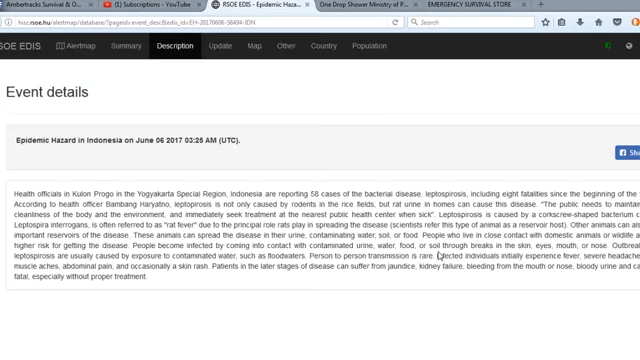 Ambertracks Survival & O...
Subscriptions - YouTube
RSOE EDIS - Epidemic Haza...
One Drop Shower Ministry of P...
EMERGENCY SURVIVAL STORE
hisz.rsoe.hu/alertmap/database/?pageid=event_desc&edis_id=EH-20170606-58494-IDN
Search
RSOE EDIS
Alertmap
Summary
Description
Update
Map
Other
Country
Population
Event details
Epidemic Hazard in Indonesia on June 06 2017 03:25 AM (UTC).
Sha
Health officials in Kulon Progo in the Yogyakarta Special Region, Indonesia are reporting 58 cases of the bacterial disease, leptospirosis, including eight fatalities since the beginning of the
According to health officer Bambang Haryatno, leptopirosis is not only caused by rodents in the rice fields, but rat urine in homes can cause this disease. "The public needs to maintain
cleanliness of the body and the environment, and immediately seek treatment at the nearest public health center when sick". Leptospirosis is caused by a corkscrew-shaped bacterium c
Leptospira interrogans, is often referred to as "rat fever" due to the principal role rats play in spreading the disease (scientists refer this type of animal as a reservoir host). Other animals can als
important reservoirs of the disease. These animals can spread the disease in their urine, contaminating water, soil, or food. People who live in close contact with domestic animals or wildlife a
higher risk for getting the disease. People become infected by coming into contact with contaminated urine, water, food, or soil through breaks in the skin, eyes, mouth, or nose. Outbrea
leptospirosis are usually caused by exposure to contaminated water, such as floodwaters. Person to person transmission is rare. Infected individuals initially experience fever, severe headache
muscle aches, abdominal pain, and occasionally a skin rash. Patients in the later stages of disease can suffer from jaundice, kidney failure, bleeding from the mouth or nose, bloody urine and ca
fatal, especially without proper treatment.